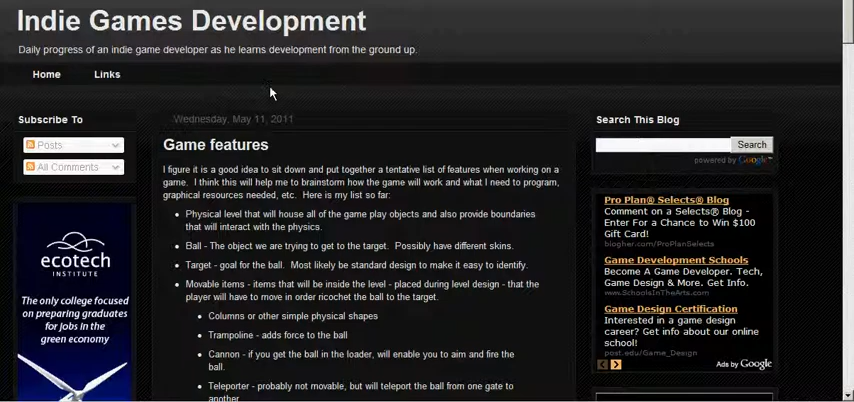 Indie Games Development
Daily progress of an indie game developer as he learns development from the ground up.
Home Links
Subscribe To
Posts
All Comments
ecotech
INSTITUTE
The only college focused
on preparing graduates
for jobs in the
green economy
Wednesday, May 11, 2011
Game features
I figure it is a good idea to sit down and put together a tentative list of features when working on a
game. I think this will help me to brainstorm how the game will work and what I need to program,
graphical resources needed, etc. Here is my list so far:
Physical level that will house all of the game play objects and also provide boundaries
that will interact with the physics.
Ball - The object we are trying to get to the target. Possibly have different skins.
Target - goal for the ball. Most likely be standard design to make it easy to identify.
Movable items - items that will be inside the level - placed during level design - that the
player will have to move in order ricochet the ball to the target.
Columns or other simple physical shapes
Trampoline - adds force to the ball
Cannon - if you get the ball in the loader, will enable you to aim and fire the
ball.
Teleporter - probably not movable, but will teleport the ball from one gate to
another
Search This Blog
Search
powered by Google™
Pro Plan® Selects® Blog
Comment on a Selects® Blog -
Enter For a Chance to Win $100
Gift Card!
blogher.com/ProPlanSelects
Game Development Schools
Become A Game Developer. Tech,
Game Design & More. Get Info.
www.SchoolsInTheArts.com
Game Design Certification
Interested in a game design
career? Get info about our online
school!
post.edu/Game_Design
Ads by Google